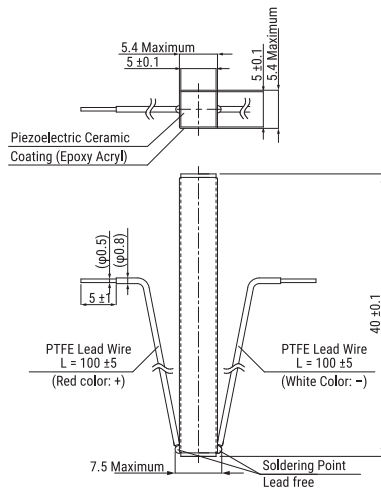 5.4 Maximum
5 ±0.1
5 ±0.1
5.4 Maximum
Piezoelectric Ceramic
Coating (Epoxy Acryl)
(φ0.5)
(φ0.8)
5 ±1
40 ±0.1
PTFE Lead Wire
L = 100 ±5
(Red color: +)
PTFE Lead Wire
L = 100 ±5
(White Color: −)
7.5 Maximum
Soldering Point
Lead free